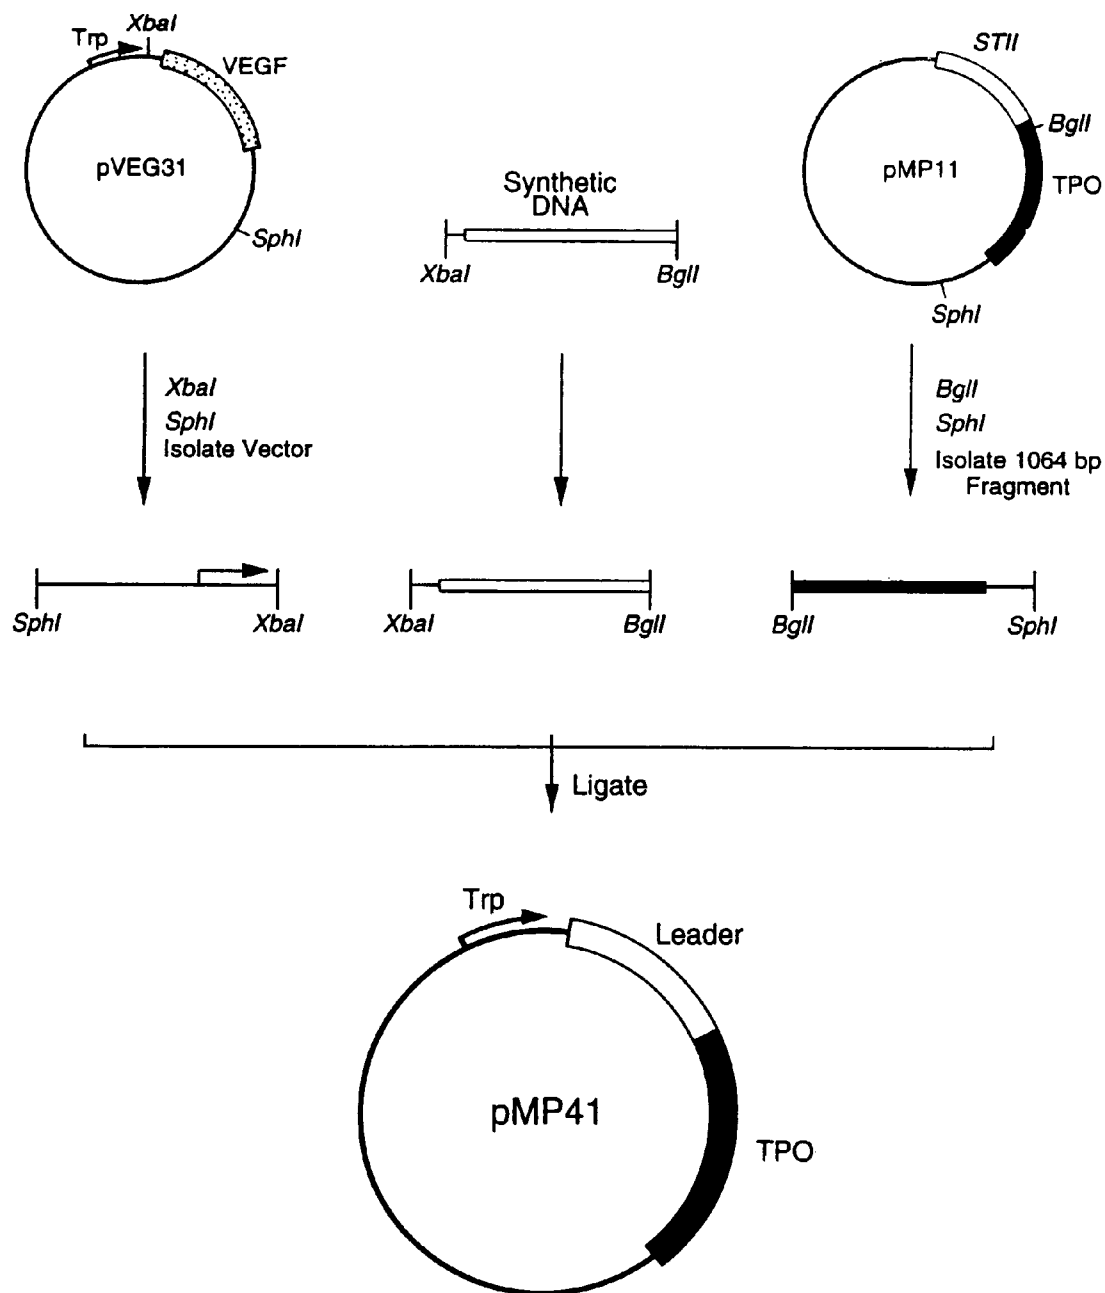 XbaI
Trp
VEGF
pVEG31
SphI
Synthetic
DNA
XbaI
BglI
STII
BglI
pMP11
TPO
SphI
XbaI
SphI
Isolate Vector
BglI
SphI
Isolate 1064 bp
Fragment
SphI
XbaI
XbaI
BglI
BglI
SphI
Ligate
Trp
Leader
pMP41
TPO